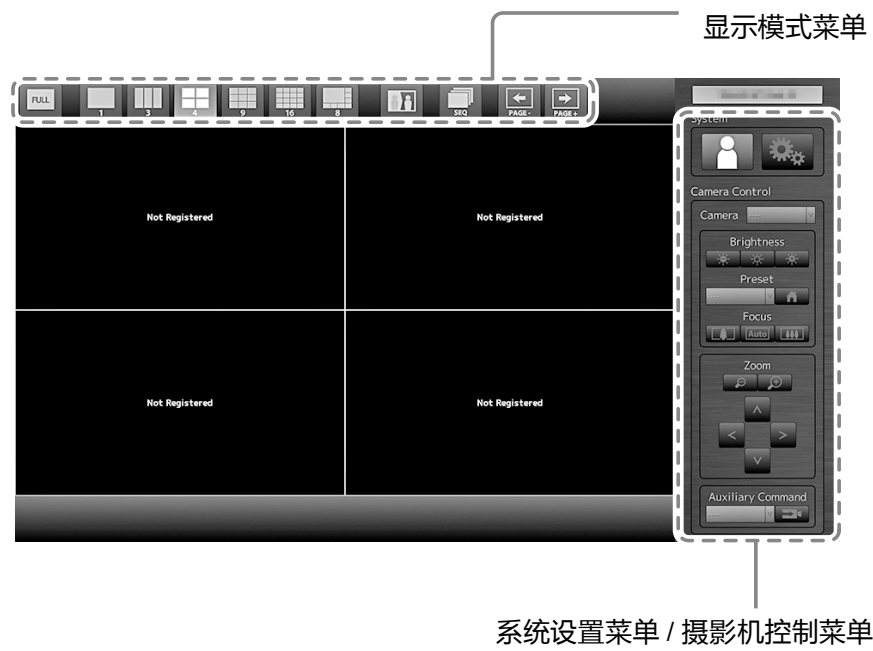 显示模式菜单
FULL
1 3 4 9 16 8 SEQ PAGE- PAGE+
System
Camera Control
Camera ---
Brightness
Preset
---
Focus
Auto
Zoom
Auxiliary Command
---
Not Registered Not Registered
Not Registered Not Registered
系统设置菜单 / 摄影机控制菜单